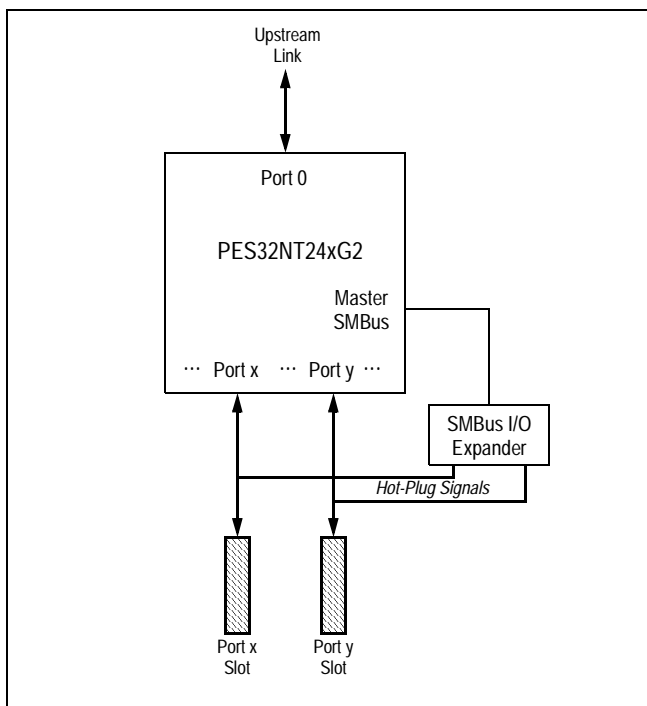 Upstream
Link
Port 0
PES32NT24xG2
Master
SMBus
··· Port x ··· Port y ···
SMBus I/O
Expander
Hot-Plug Signals
Port x
Slot
Port y
Slot